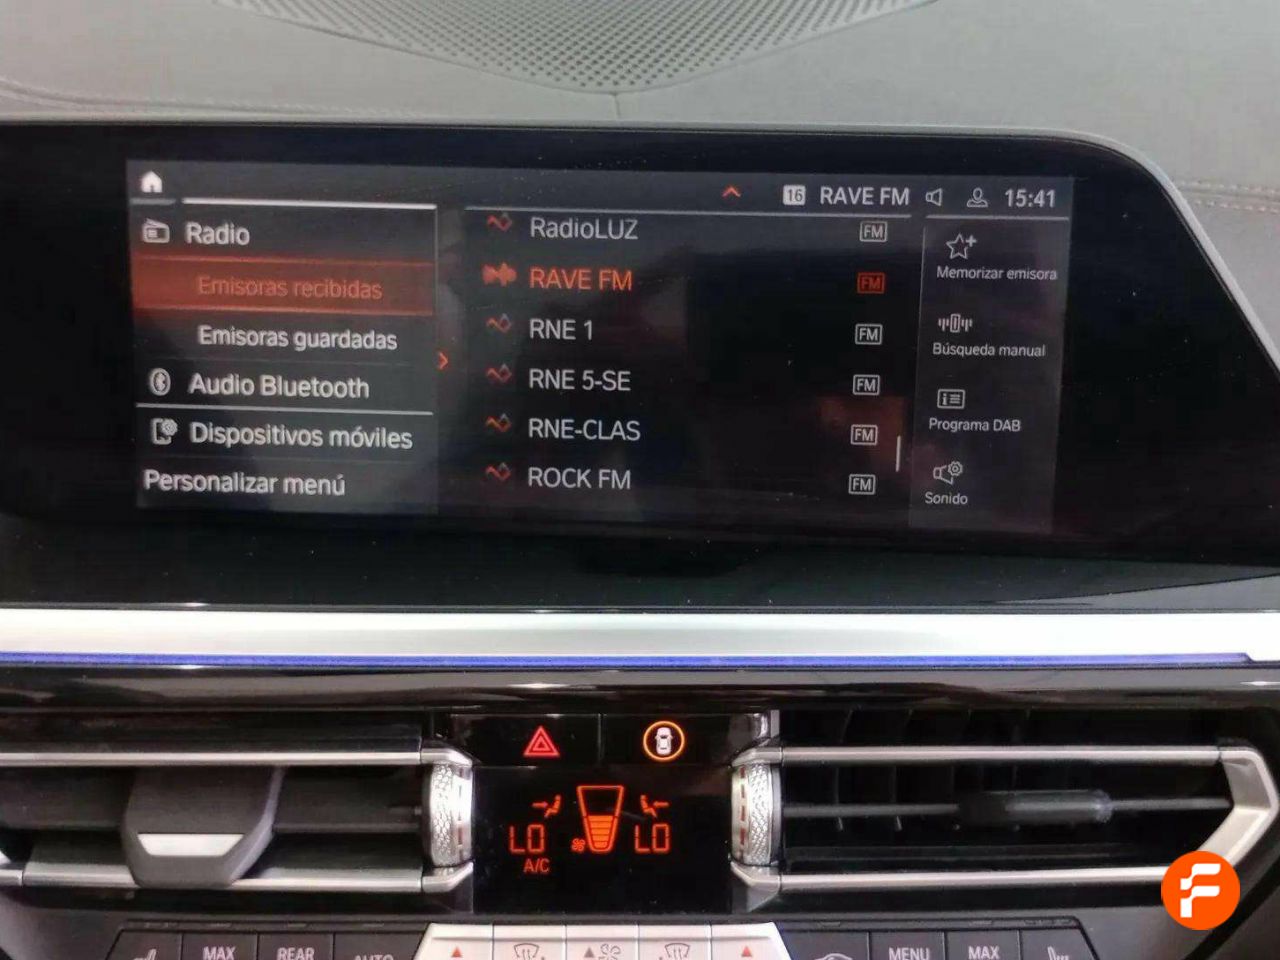 16 RAVE FM 15:41
Radio
Emisoras recibidas
Emisoras guardadas
Audio Bluetooth
Dispositivos móviles
Personalizar menú
RadioLUZ FM
RAVE FM FM
RNE 1 FM
RNE 5-SE FM
RNE-CLAS FM
ROCK FM FM
Memorizar emisora
Búsqueda manual
Programa DAB
Sonido
LO LO
A/C
MAX REAR AUTO MENU MAX
F